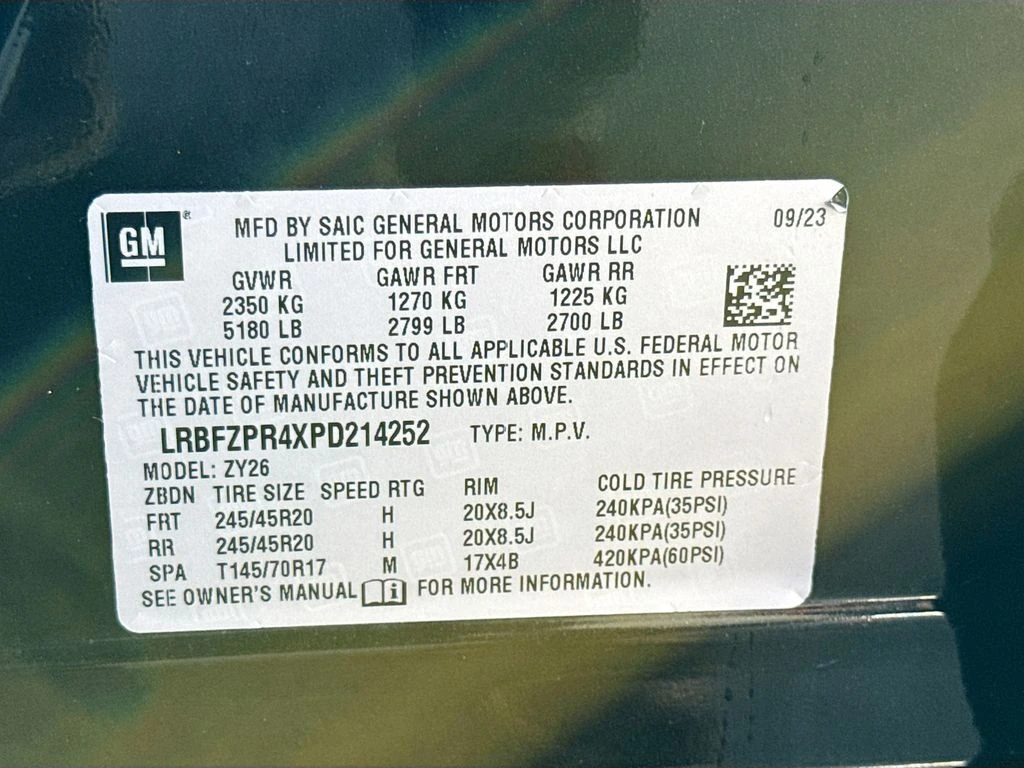 GM ®
MFD BY SAIC GENERAL MOTORS CORPORATION 09/23
LIMITED FOR GENERAL MOTORS LLC
GVWR GAWR FRT GAWR RR
2350 KG 1270 KG 1225 KG
5180 LB 2799 LB 2700 LB
THIS VEHICLE CONFORMS TO ALL APPLICABLE U.S. FEDERAL MOTOR
VEHICLE SAFETY AND THEFT PREVENTION STANDARDS IN EFFECT ON
THE DATE OF MANUFACTURE SHOWN ABOVE.
LRBFZPR4XPD214252 TYPE: M.P.V.
MODEL: ZY26
ZBDN TIRE SIZE SPEED RTG RIM COLD TIRE PRESSURE
FRT 245/45R20 H 20X8.5J 240KPA(35PSI)
RR 245/45R20 H 20X8.5J 240KPA(35PSI)
SPA T145/70R17 M 17X4B 420KPA(60PSI)
SEE OWNER'S MANUAL FOR MORE INFORMATION.